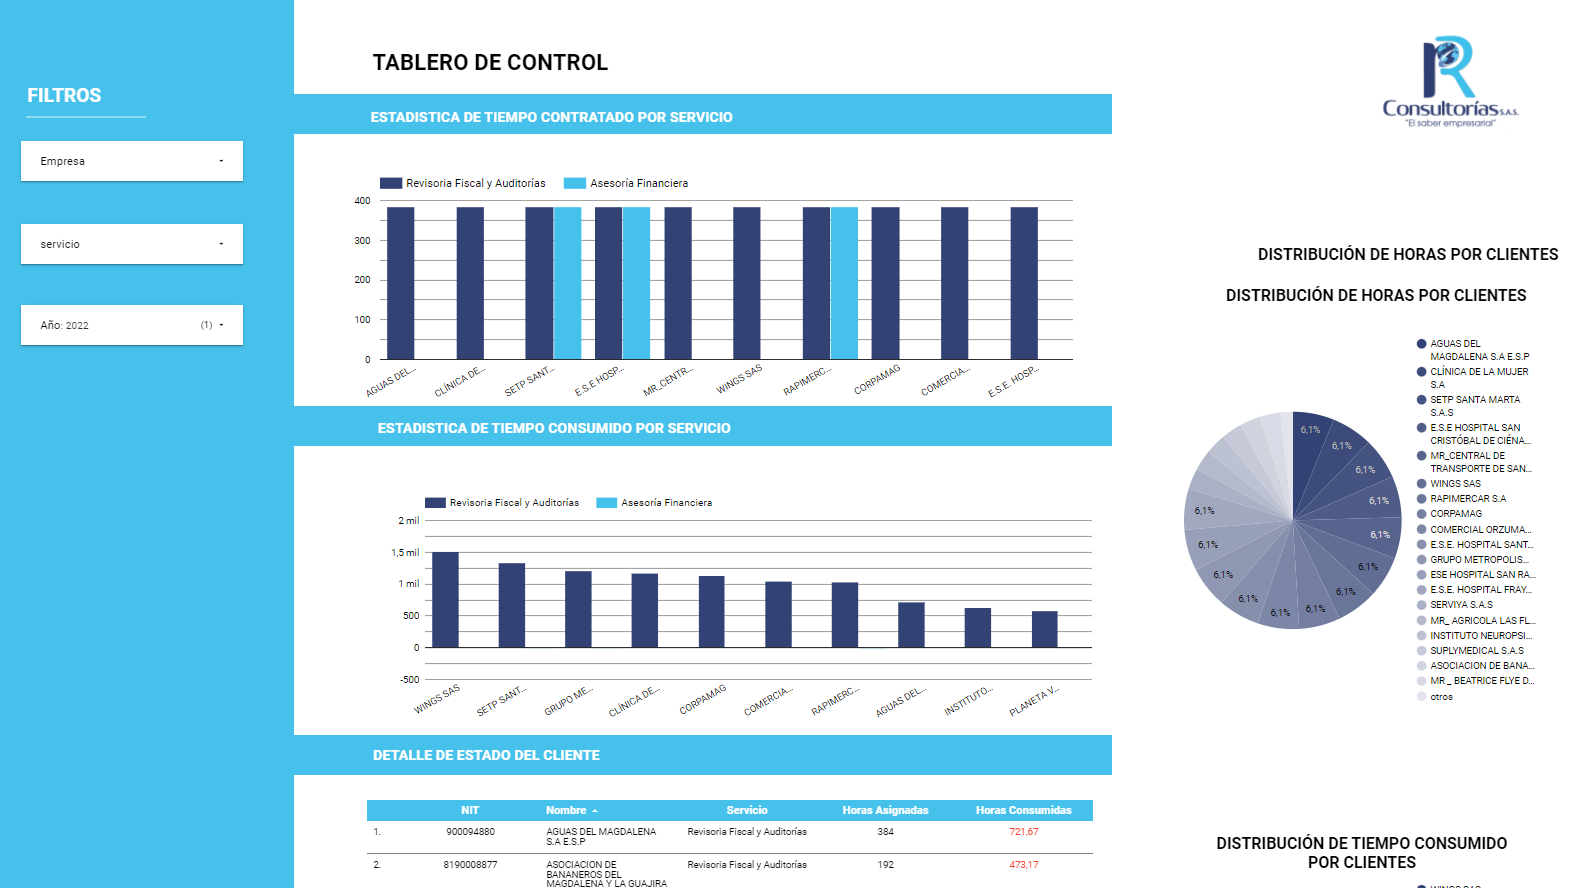 FILTROS
Empresa
servicio
Año: 2022 (1)
TABLERO DE CONTROL
ESTADISTICA DE TIEMPO CONTRATADO POR SERVICIO
Revisoria Fiscal y Auditorías Asesoría Financiera
400
300
200
100
0
AGUAS DEL...
CLÍNICA DE...
SETP SANT...
E.S.E HOSP...
MR_CENTR...
WINGS SAS
RAPIMERC...
CORPAMAG
COMERCIA...
E.S.E. HOSP...
ESTADISTICA DE TIEMPO CONSUMIDO POR SERVICIO
Revisoria Fiscal y Auditorías Asesoría Financiera
2 mil
1,5 mil
1 mil
500
0
-500
WINGS SAS
SETP SANT...
GRUPO ME...
CLÍNICA DE...
CORPAMAG
COMERCIA...
RAPIMERC...
AGUAS DEL...
INSTITUTO...
PLANETA V...
DETALLE DE ESTADO DEL CLIENTE
NIT Nombre Servicio Horas Asignadas Horas Consumidas
1. 900094880 AGUAS DEL MAGDALENA S.A E.S.P Revisoria Fiscal y Auditorías 384 721,67
2. 8190008877 ASOCIACION DE BANANEROS DEL MAGDALENA Y LA GUAJIRA Revisoria Fiscal y Auditorías 192 473,17
R
Consultorías S.A.S.
"El saber empresarial"
DISTRIBUCIÓN DE HORAS POR CLIENTES
DISTRIBUCIÓN DE HORAS POR CLIENTES
6,1%
6,1%
6,1%
6,1%
6,1%
6,1%
6,1%
6,1%
6,1%
6,1%
6,1%
6,1%
6,1%
AGUAS DEL
MAGDALENA S.A E.S.P
CLÍNICA DE LA MUJER
S.A
SETP SANTA MARTA
S.A.S
E.S.E HOSPITAL SAN
CRISTÓBAL DE CIÉNA...
MR_CENTRAL DE
TRANSPORTE DE SAN...
WINGS SAS
RAPIMERCAR S.A
CORPAMAG
COMERCIAL ORZUMA...
E.S.E. HOSPITAL SANT...
GRUPO METROPOLIS...
ESE HOSPITAL SAN RA...
E.S.E. HOSPITAL FRAY...
SERVIYA S.A.S
MR_ AGRICOLA LAS FL...
INSTITUTO NEUROPSI...
SUPLYMEDICAL S.A.S
ASOCIACION DE BANA...
MR _ BEATRICE FLYE D...
otros
DISTRIBUCIÓN DE TIEMPO CONSUMIDO
POR CLIENTES